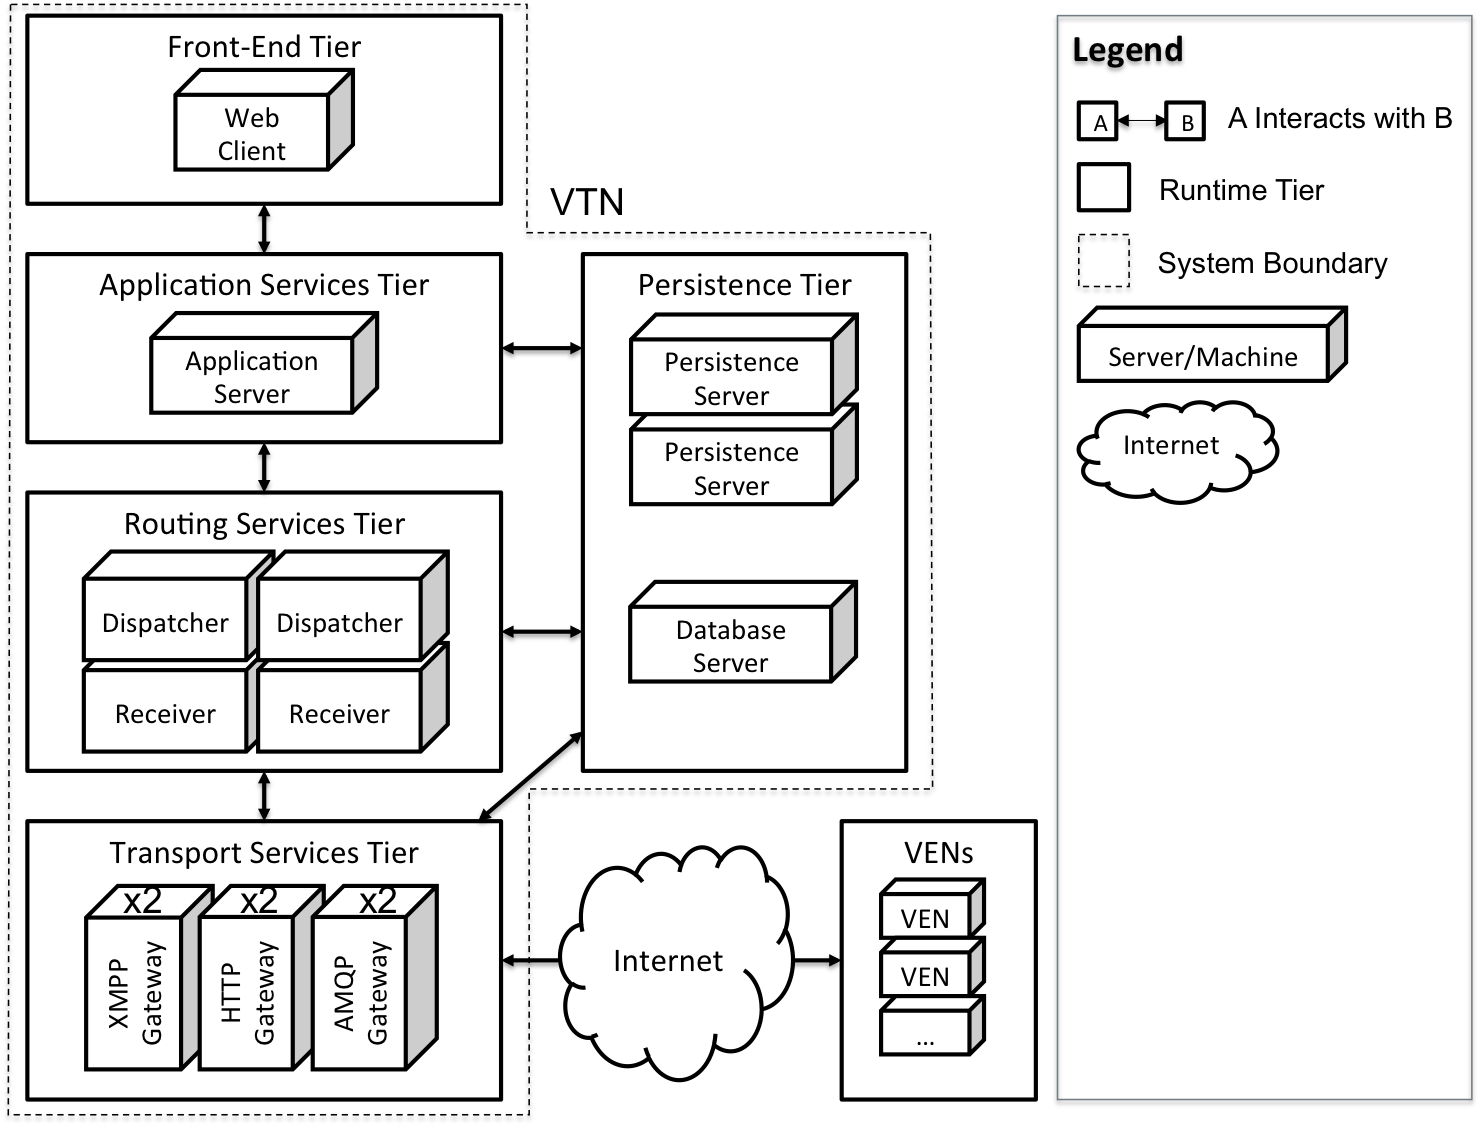 Front-End Tier
Web
Client
VTN
Application Services Tier
Application
Server
Persistence Tier
Persistence
Server
Persistence
Server
Database
Server
Routing Services Tier
Dispatcher
Dispatcher
Receiver
Receiver
Transport Services Tier
x2
XMPP
Gateway
x2
HTTP
Gateway
x2
AMQP
Gateway
Internet
VENs
VEN
VEN
...
Legend
A
B
A Interacts with B
Runtime Tier
System Boundary
Server/Machine
Internet